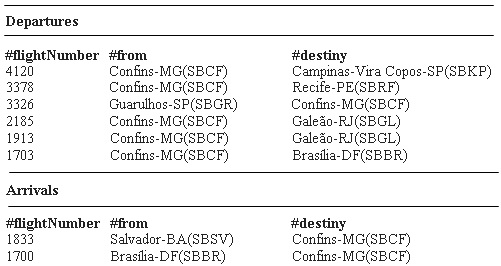 Departures
#flightNumber #from #destiny
4120 Confins-MG(SBCF) Campinas-Vira Copos-SP(SBKP)
3378 Confins-MG(SBCF) Recife-PE(SBRF)
3326 Guarulhos-SP(SBGR) Confins-MG(SBCF)
2185 Confins-MG(SBCF) Galeão-RJ(SBGL)
1913 Confins-MG(SBCF) Galeão-RJ(SBGL)
1703 Confins-MG(SBCF) Brasília-DF(SBBR)
Arrivals
#flightNumber #from #destiny
1833 Salvador-BA(SBSV) Confins-MG(SBCF)
1700 Brasília-DF(SBBR) Confins-MG(SBCF)